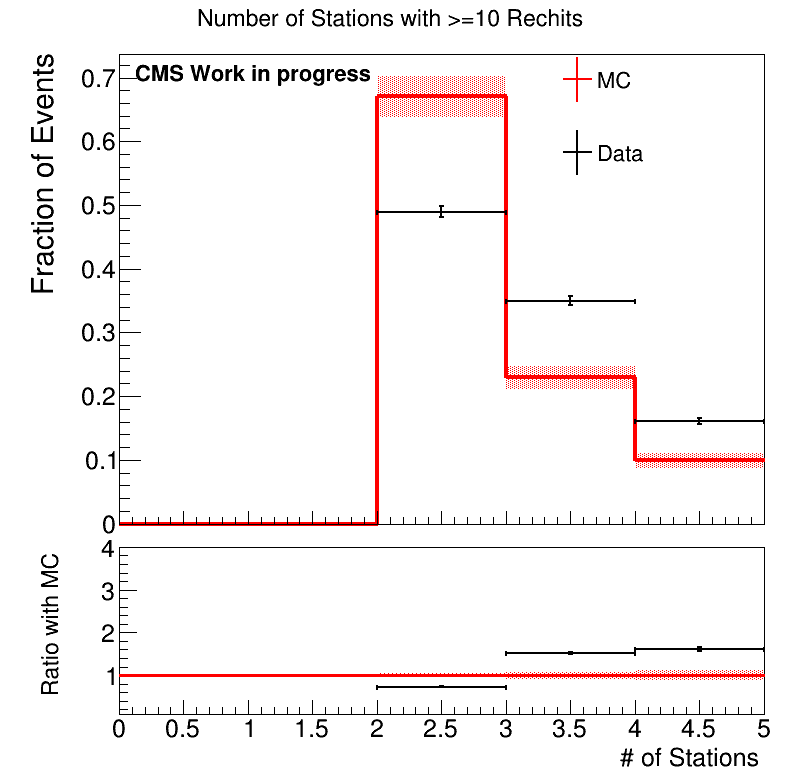 Number of Stations with >=10 Rechits
CMS Work in progress
MC
Data
Fraction of Events
0.7
0.6
0.5
0.4
0.3
0.2
0.1
0
Ratio with MC
4
3
2
1
0 0.5 1 1.5 2 2.5 3 3.5 4 4.5 5
# of Stations